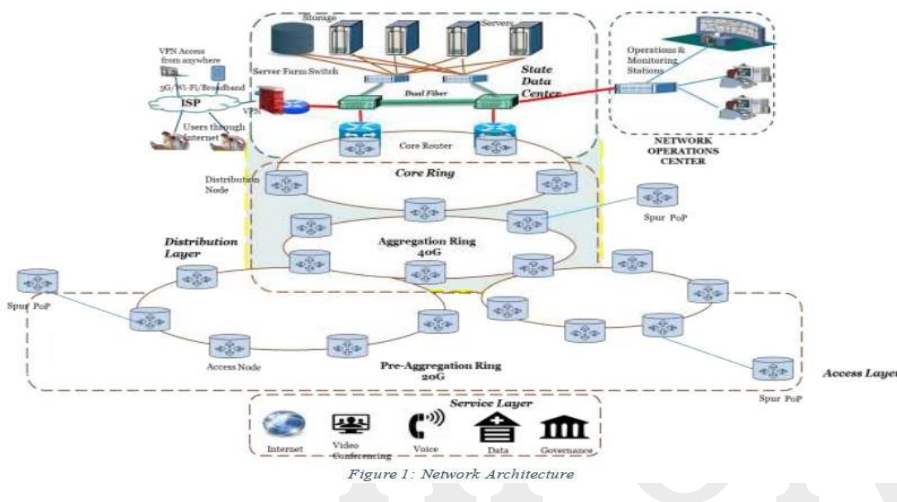 Storage
Servers
VPN Access
from anywhere
Server Farm Switch
State
Data
Center
Operations &
Monitoring
Stations
3G/Wi-Fi/Broadband
ISP
VPN
Dual Fiber
Users through
Internet
NETWORK
OPERATIONS
CENTER
Core Router
Core Ring
Distribution
Node
Spur PoP
Distribution
Layer
Aggregation Ring
40G
Spur PoP
Access Node
Pre-Aggregation Ring
20G
Access Layer
Spur PoP
Service Layer
Internet
Video
Conferencing
Voice
Data
Governance
Figure 1: Network Architecture